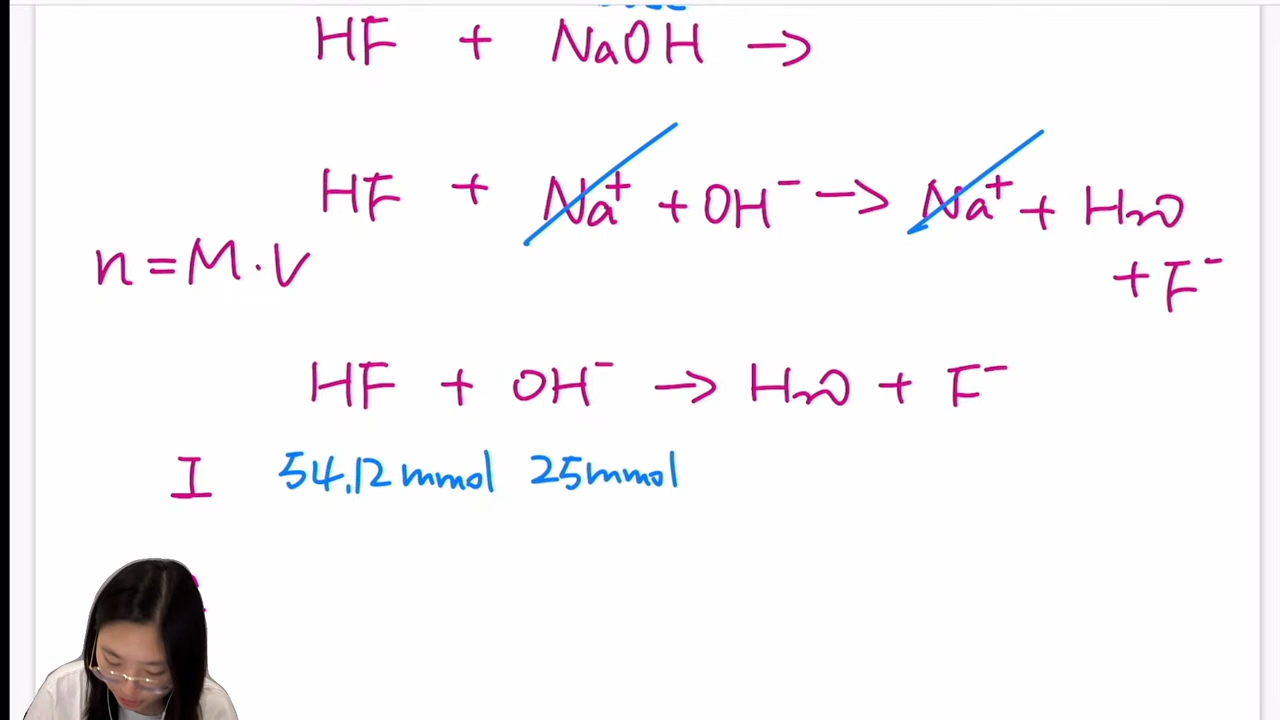 HF + NaOH →
HF + Na⁺ + OH⁻ → Na⁺ + H₂O
+ F⁻
n = M · V
HF + OH⁻ → H₂O + F⁻
I 54.12 mmol 25 mmol